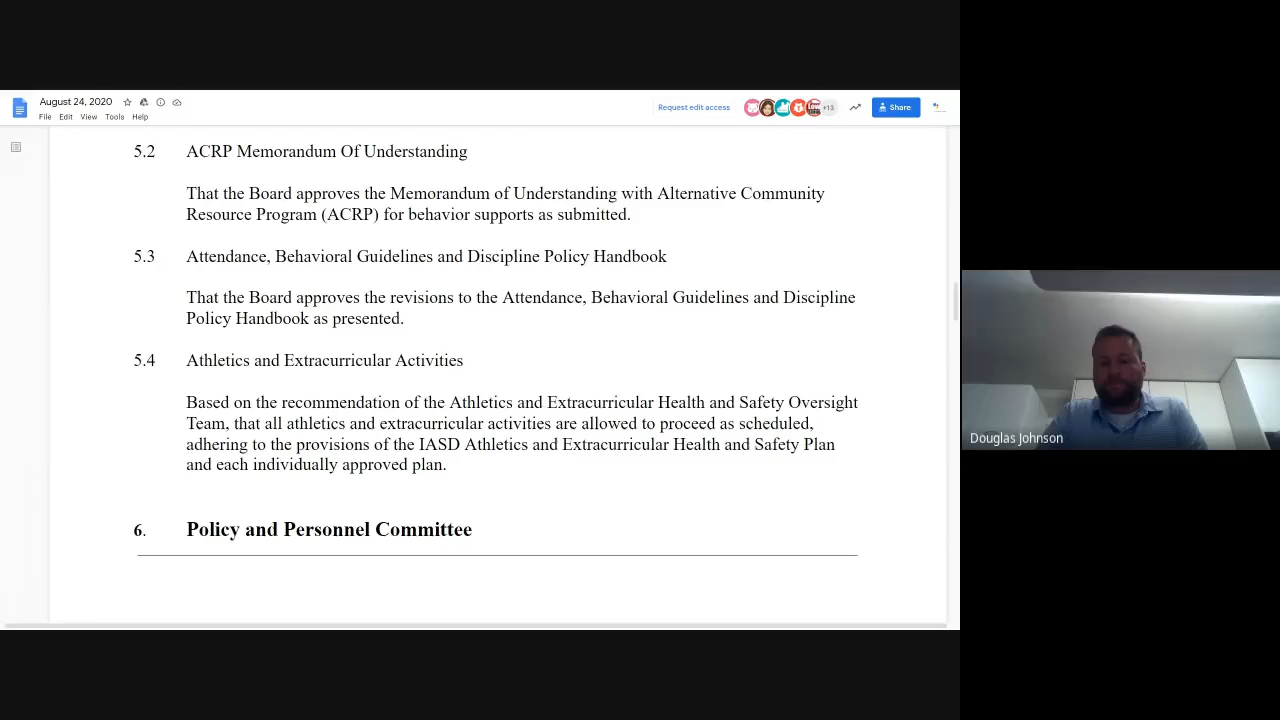 August 24, 2020
File Edit View Tools Help
Request edit access
+13
Share
5.2 ACRP Memorandum Of Understanding
That the Board approves the Memorandum of Understanding with Alternative Community
Resource Program (ACRP) for behavior supports as submitted.
5.3 Attendance, Behavioral Guidelines and Discipline Policy Handbook
That the Board approves the revisions to the Attendance, Behavioral Guidelines and Discipline
Policy Handbook as presented.
5.4 Athletics and Extracurricular Activities
Based on the recommendation of the Athletics and Extracurricular Health and Safety Oversight
Team, that all athletics and extracurricular activities are allowed to proceed as scheduled,
adhering to the provisions of the IASD Athletics and Extracurricular Health and Safety Plan
and each individually approved plan.
6. Policy and Personnel Committee
Douglas Johnson